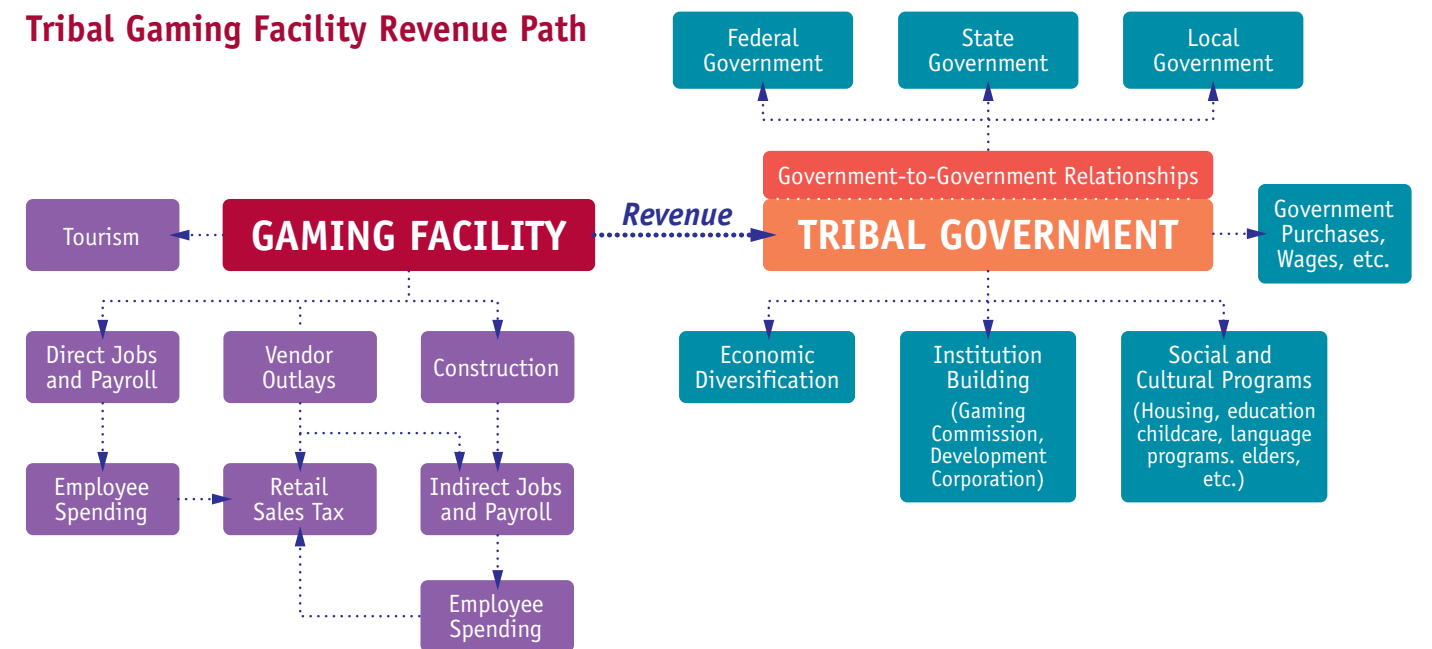 Tribal Gaming Facility Revenue Path
Federal
Government
State
Government
Local
Government
Government-to-Government Relationships
Tourism
GAMING FACILITY
Revenue
TRIBAL GOVERNMENT
Government
Purchases,
Wages, etc.
Direct Jobs
and Payroll
Vendor
Outlays
Construction
Economic
Diversification
Institution
Building
(Gaming
Commission,
Development
Corporation)
Social and
Cultural Programs
(Housing, education
childcare, language
programs. elders,
etc.)
Employee
Spending
Retail
Sales Tax
Indirect Jobs
and Payroll
Employee
Spending